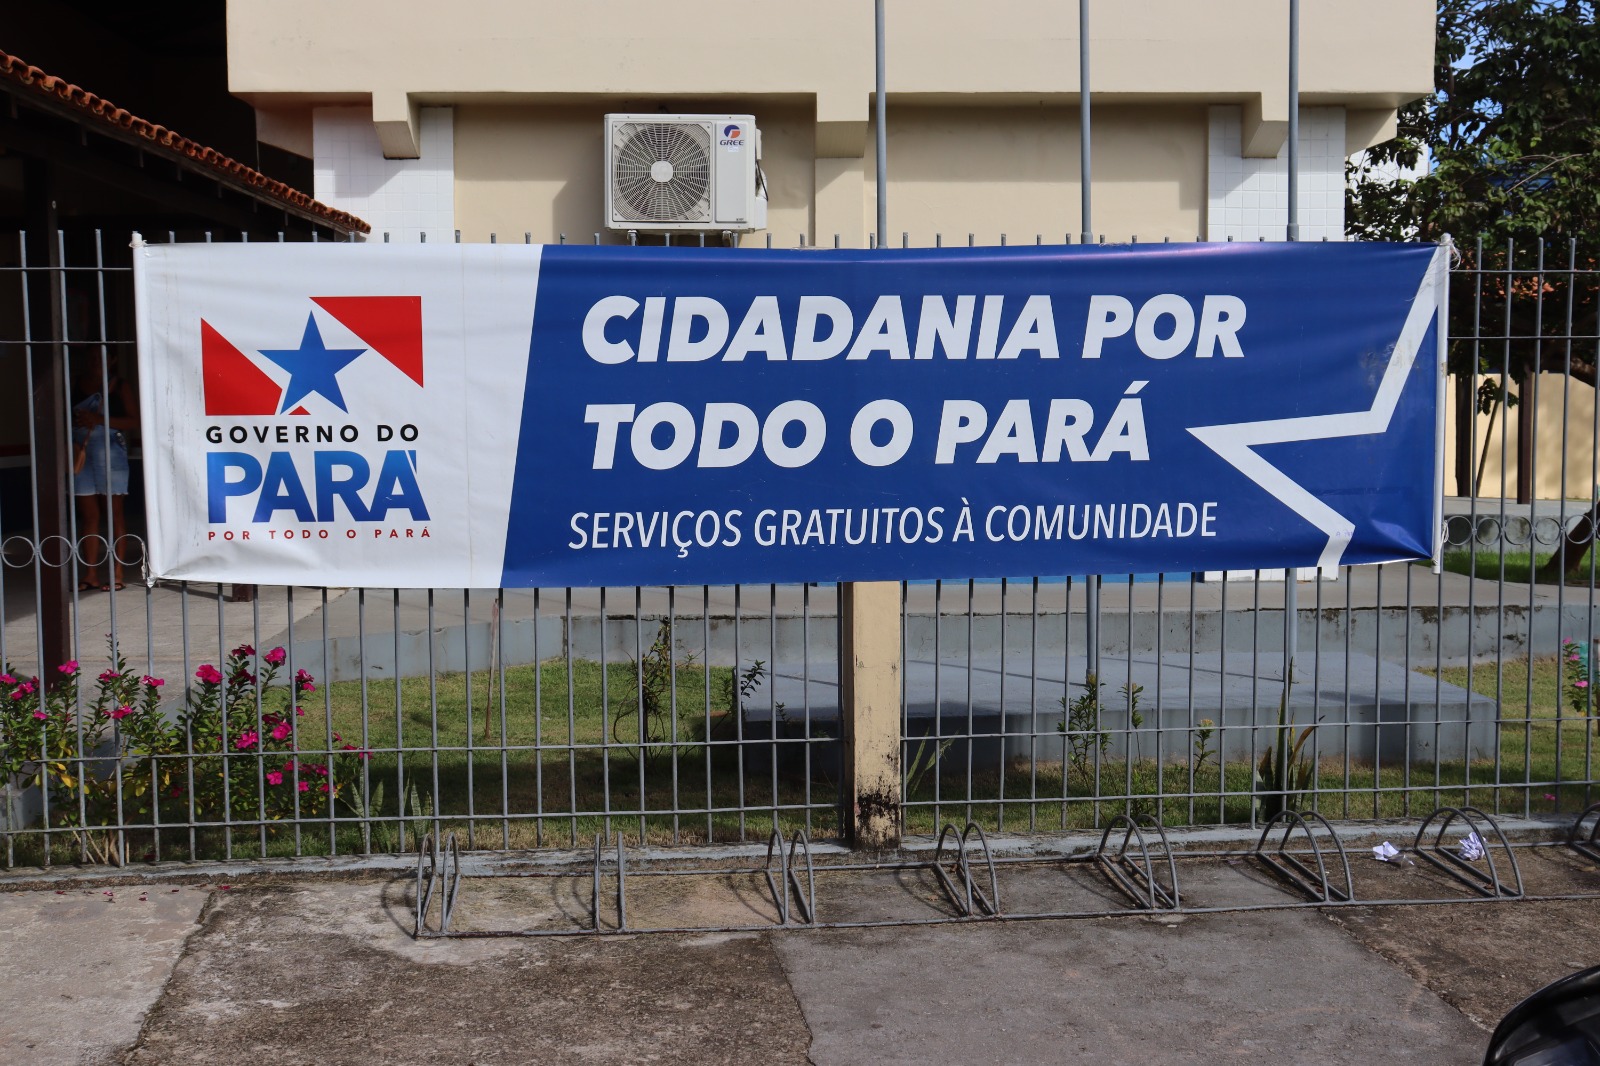 GREE
GOVERNO DO
PARÁ
POR TODO O PARÁ
CIDADANIA POR
TODO O PARÁ
SERVIÇOS GRATUITOS À COMUNIDADE